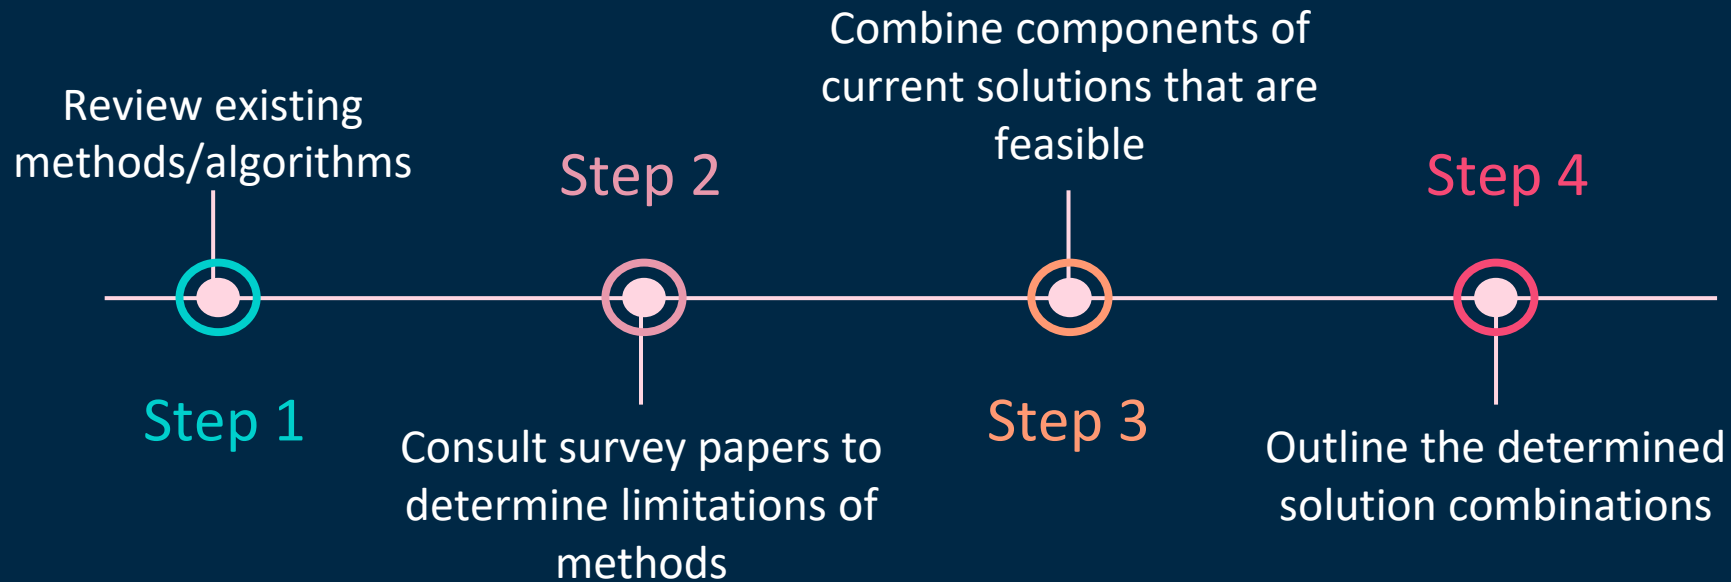 Review existing
methods/algorithms
Step 1
Step 2
Consult survey papers to
determine limitations of
methods
Combine components of
current solutions that are
feasible
Step 3
Step 4
Outline the determined
solution combinations